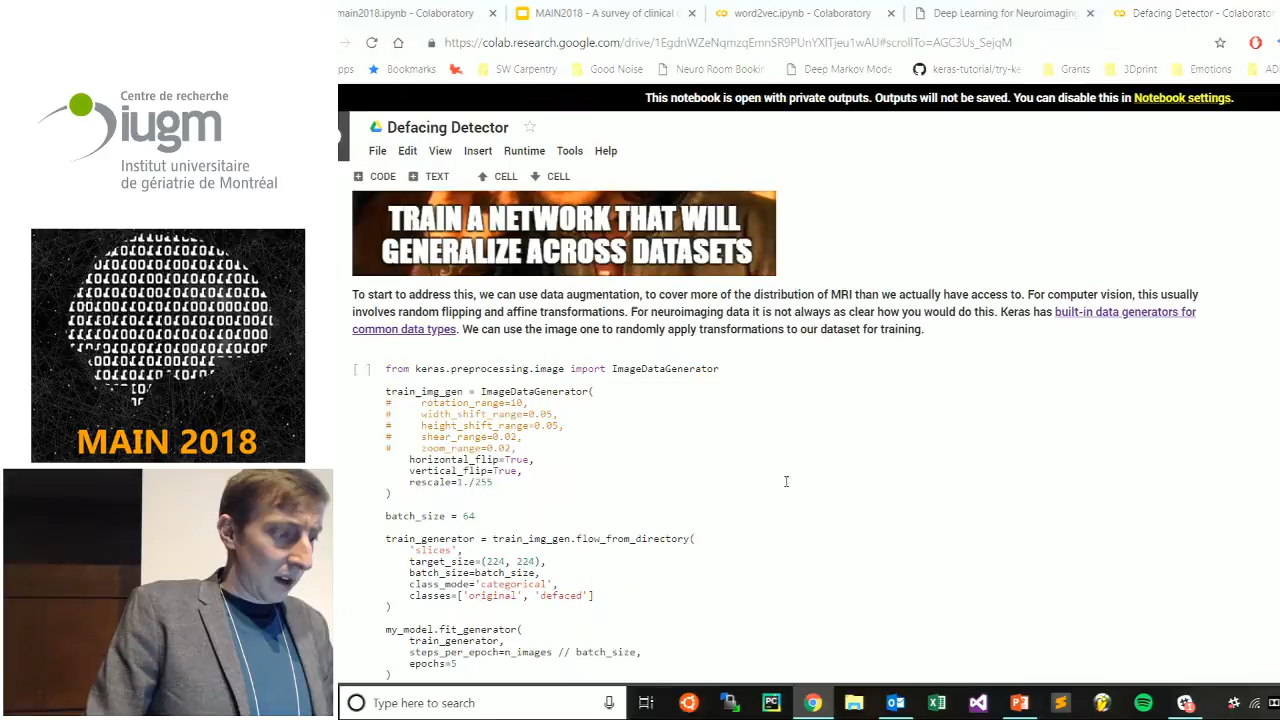 Centre de recherche
iugm
Institut universitaire
de gériatrie de Montréal
MAIN 2018
main2018.ipynb - Colaboratory
MAIN2018 - A survey of clinical
word2vec.ipynb - Colaboratory
Deep Learning for Neuroimaging
Defacing Detector - Colaborato
https://colab.research.google.com/drive/1EgdnWZeNqmzqEmnSR9PUnYXlTjeu1wAU#scrollTo=AGC3Us_SejqM
Bookmarks
SW Carpentry
Good Noise
Neuro Room Bookin
Deep Markov Mode
keras-tutorial/try-ke
Grants
3Dprint
Emotions
This notebook is open with private outputs. Outputs will not be saved. You can disable this in Notebook settings.
Defacing Detector
File Edit View Insert Runtime Tools Help
CODE TEXT CELL CELL
TRAIN A NETWORK THAT WILL
GENERALIZE ACROSS DATASETS
To start to address this, we can use data augmentation, to cover more of the distribution of MRI than we actually have access to. For computer vision, this usually
involves random flipping and affine transformations. For neuroimaging data it is not always as clear how you would do this. Keras has built-in data generators for
common data types. We can use the image one to randomly apply transformations to our dataset for training.
[ ] from keras.preprocessing.image import ImageDataGenerator
train_img_gen = ImageDataGenerator(
# rotation_range=10,
# width_shift_range=0.05,
# height_shift_range=0.05,
# shear_range=0.02,
# zoom_range=0.02,
horizontal_flip=True,
vertical_flip=True,
rescale=1./255
)
batch_size = 64
train_generator = train_img_gen.flow_from_directory(
'slices',
target_size=(224, 224),
batch_size=batch_size,
class_mode='categorical',
classes=['original', 'defaced']
)
my_model.fit_generator(
train_generator,
steps_per_epoch=n_images // batch_size,
epochs=5
)
Type here to search